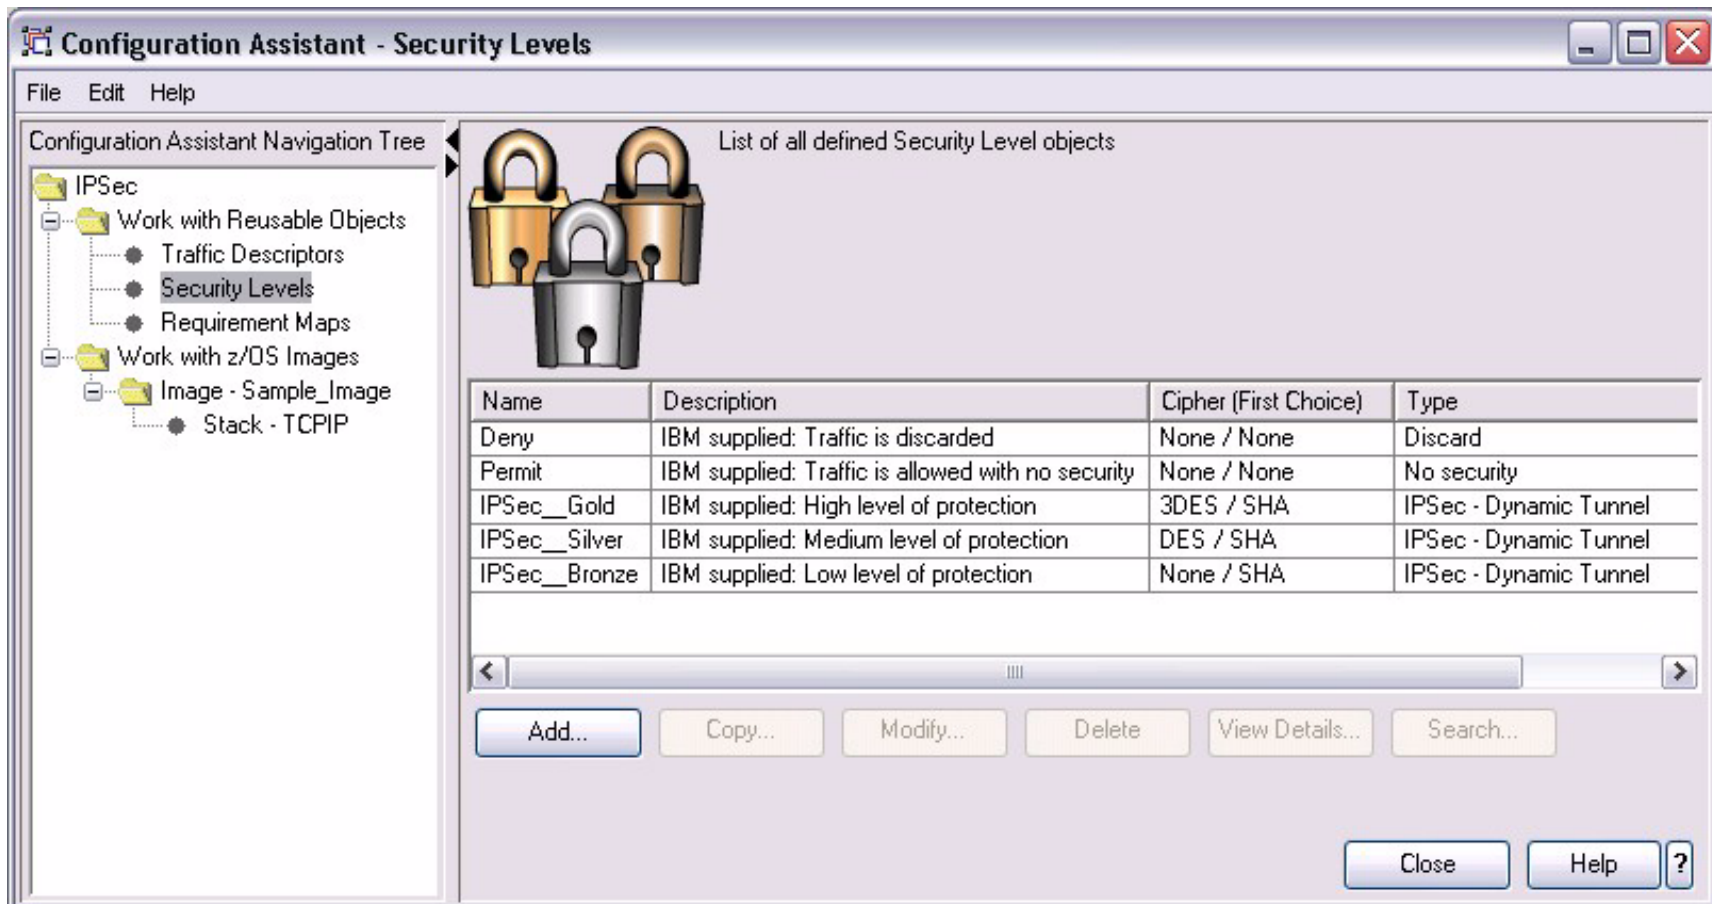 Configuration Assistant - Security Levels
File Edit Help
Configuration Assistant Navigation Tree
IPSec
Work with Reusable Objects
Traffic Descriptors
Security Levels
Requirement Maps
Work with z/OS Images
Image - Sample_Image
Stack - TCPIP
List of all defined Security Level objects
Name Description Cipher (First Choice) Type
Deny IBM supplied: Traffic is discarded None / None Discard
Permit IBM supplied: Traffic is allowed with no security None / None No security
IPSec__Gold IBM supplied: High level of protection 3DES / SHA IPSec - Dynamic Tunnel
IPSec__Silver IBM supplied: Medium level of protection DES / SHA IPSec - Dynamic Tunnel
IPSec__Bronze IBM supplied: Low level of protection None / SHA IPSec - Dynamic Tunnel
Add... Copy... Modify... Delete View Details... Search...
Close Help ?